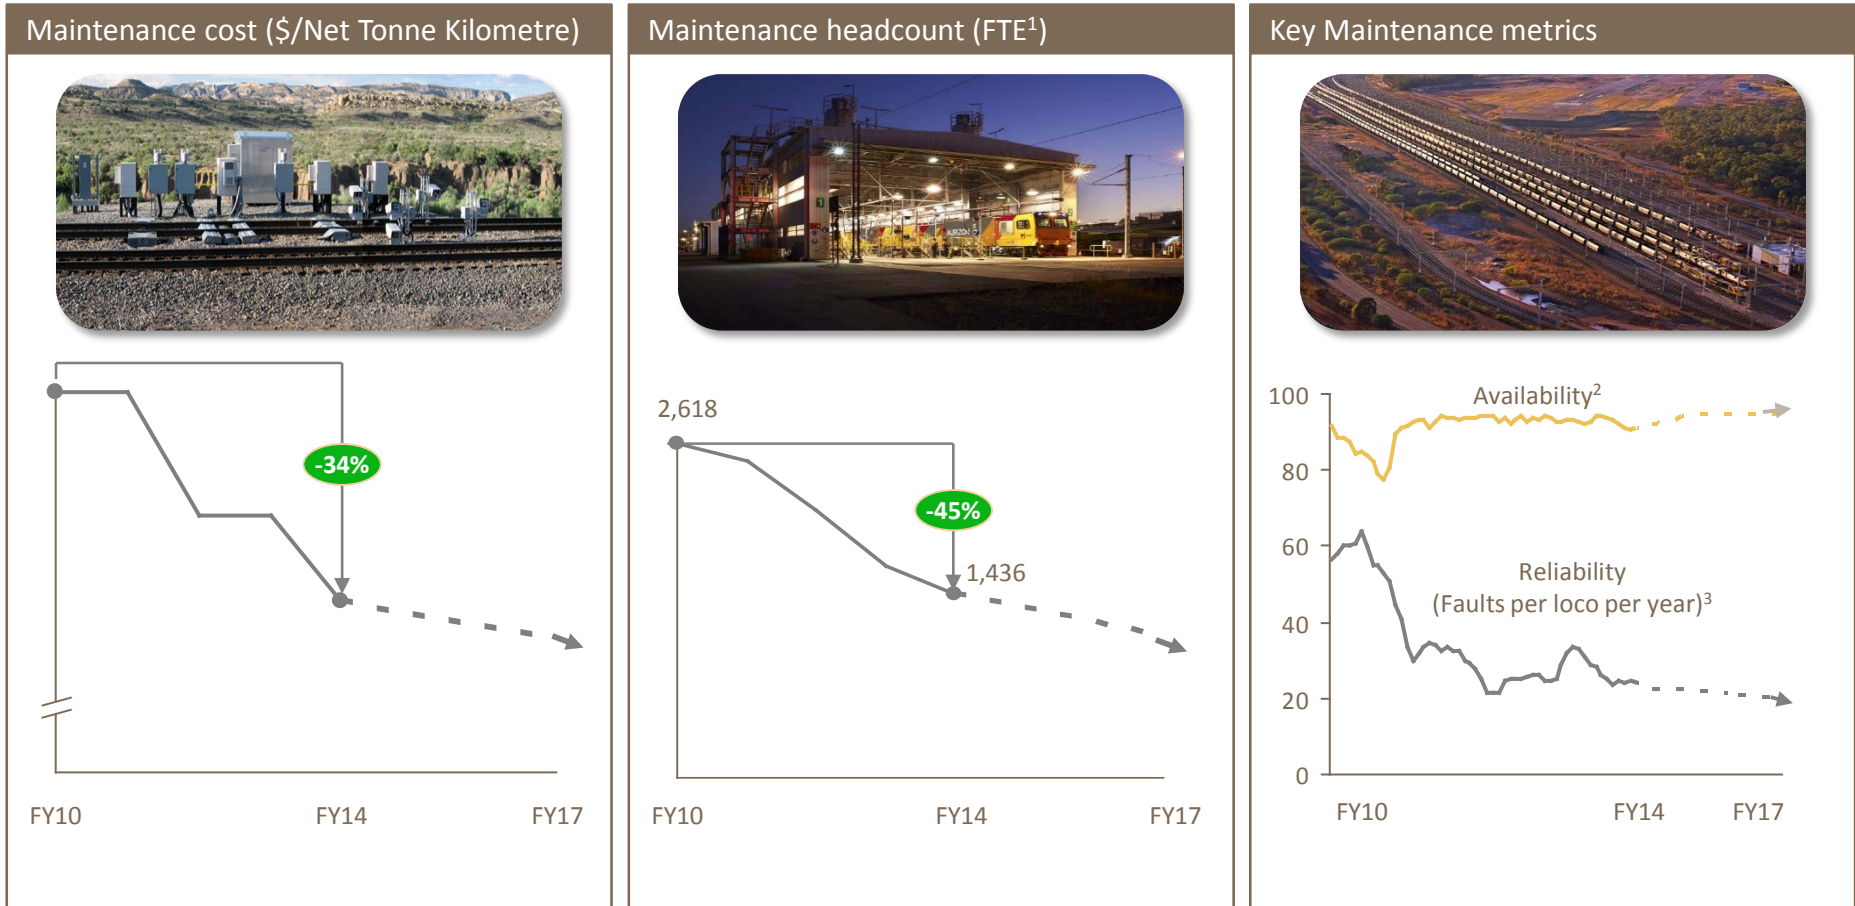 Maintenance cost ($/Net Tonne Kilometre)
-34%
FY10 FY14 FY17
Maintenance headcount (FTE¹)
AURIZON
2,618
-45%
1,436
FY10 FY14 FY17
Key Maintenance metrics
100
Availability²
80
60
Reliability
(Faults per loco per year)³
40
20
0
FY10 FY14 FY17